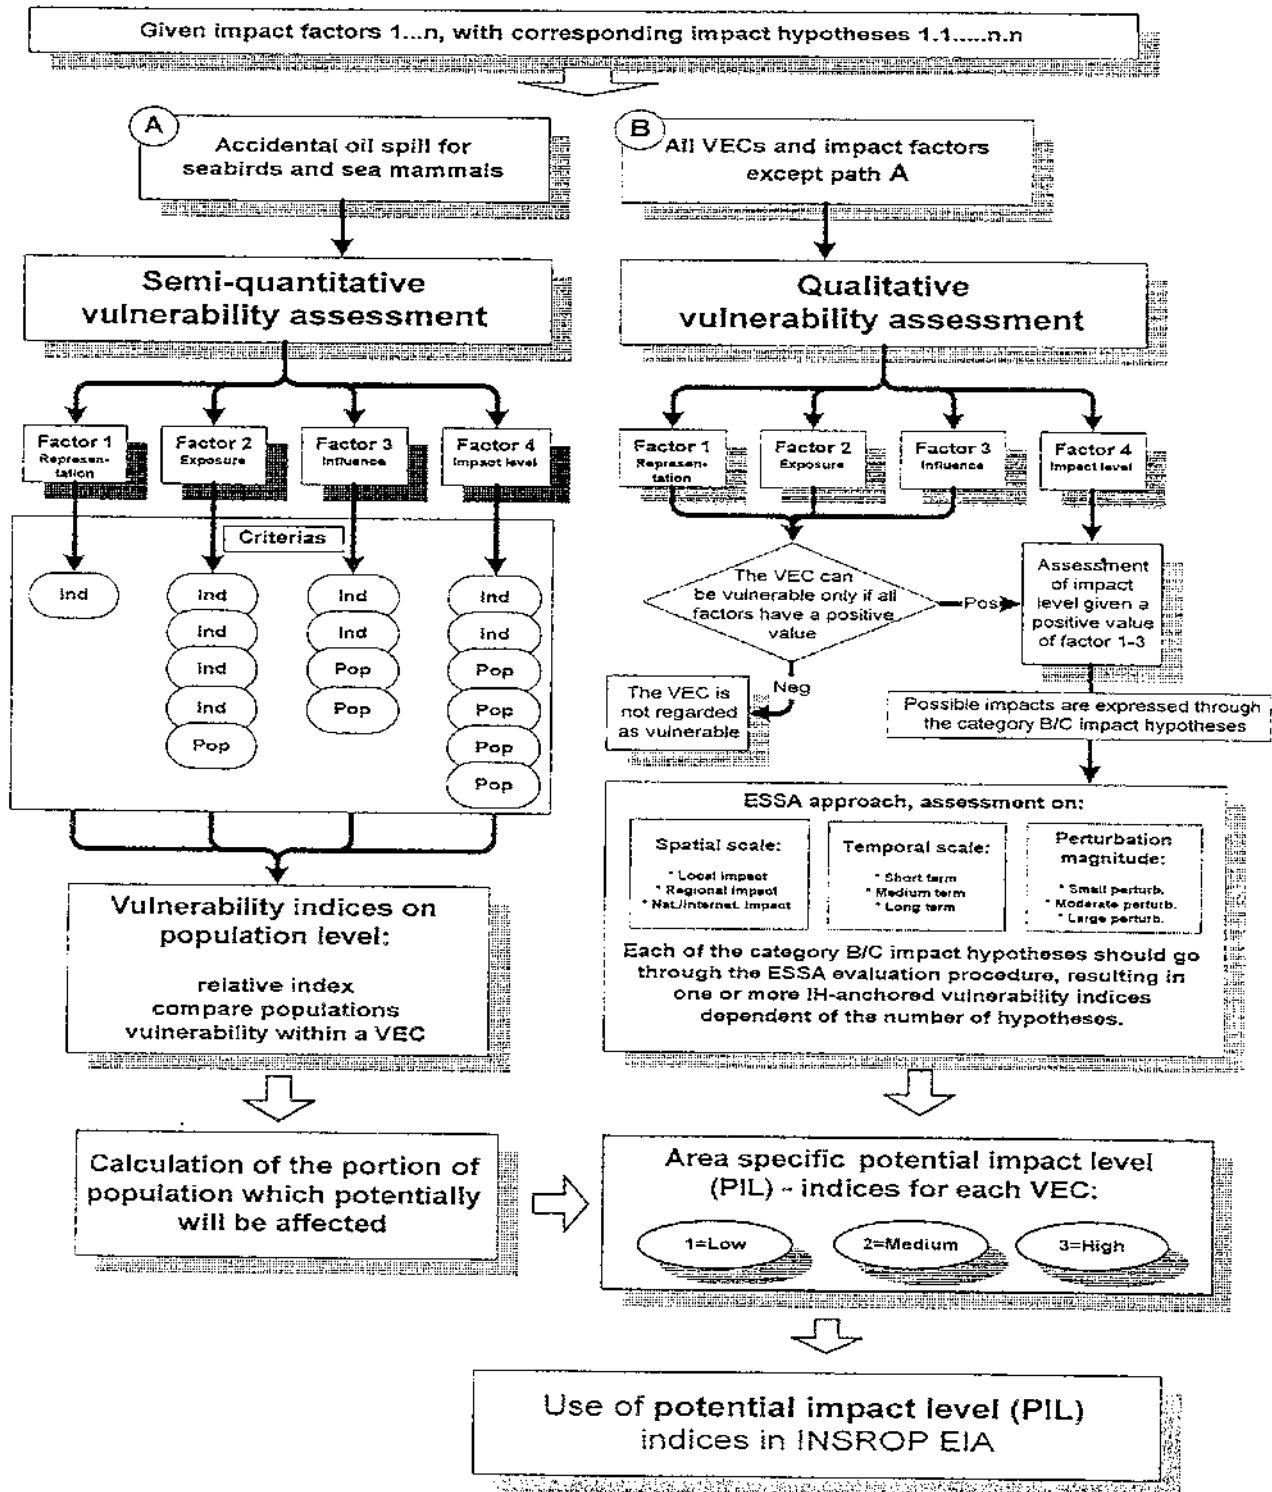 Given impact factors 1...n, with corresponding impact hypotheses 1.1.....n.n
A
Accidental oil spill for
seabirds and sea mammals
B
All VECs and impact factors
except path A
Semi-quantitative
vulnerability assessment
Qualitative
vulnerability assessment
Factor 1
Represen-
tation
Factor 2
Exposure
Factor 3
Influence
Factor 4
Impact level
Factor 1
Represen-
tation
Factor 2
Exposure
Factor 3
Influence
Factor 4
Impact level
Criterias
Ind
Ind
Ind
Ind
Ind
Pop
Ind
Ind
Pop
Pop
Ind
Ind
Pop
Pop
Pop
Pop
The VEC can
be vulnerable only if all
factors have a positive
value
Pos
Neg
Assessment
of impact
level given a
positive value
of factor 1-3
The VEC is
not regarded
as vulnerable
Possible impacts are expressed through
the category B/C impact hypotheses
ESSA approach, assessment on:
Spatial scale:
* Local impact
* Regional impact
* Nat./Internet. impact
Temporal scale:
* Short term
* Medium term
* Long term
Perturbation
magnitude:
* Small perturb.
* Moderate perturb.
* Large perturb.
Each of the category B/C impact hypotheses should go
through the ESSA evaluation procedure, resulting in
one or more IH-anchored vulnerability indices
dependent of the number of hypotheses.
Vulnerability indices on
population level:
relative index
compare populations
vulnerability within a VEC
Calculation of the portion of
population which potentially
will be affected
Area specific potential impact level
(PIL) - indices for each VEC:
1=Low
2=Medium
3=High
Use of potential impact level (PIL)
indices in INSROP EIA